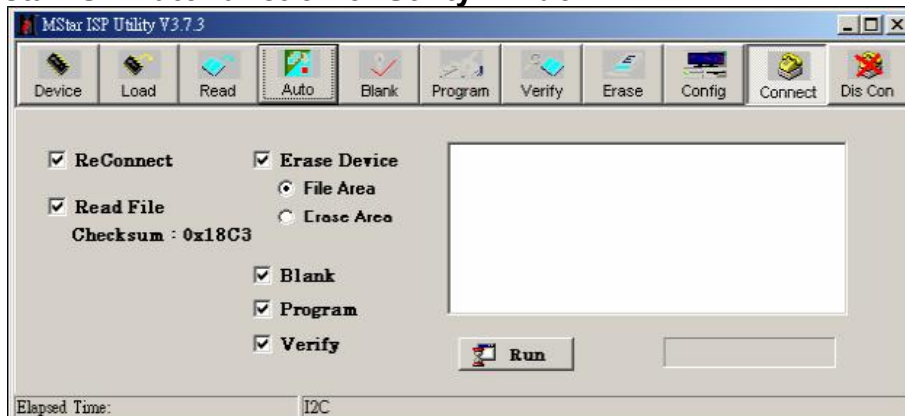 MStar ISP Utility V3.7.3
Device Load Read Auto Blank Program Verify Erase Config Connect Dis Con
ReConnect
Erase Device
File Area
Read File
Erase Area
Checksum : 0x18C3
Blank
Program
Verify
Run
Elapsed Time: I2C